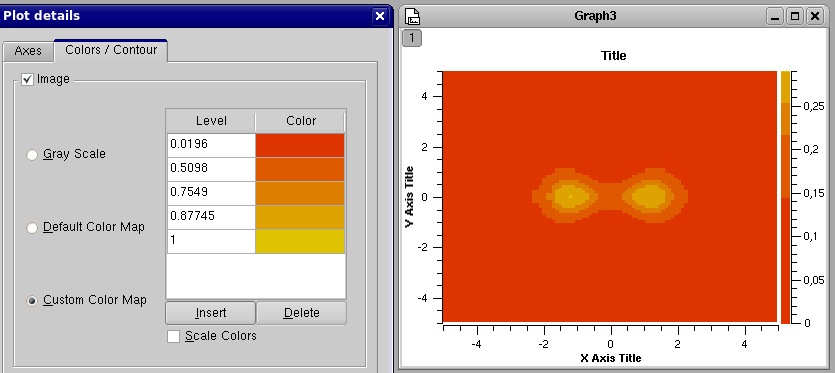 Plot details
Axes
Colors / Contour
Image
Level Color
0.0196
0.5098
0.7549
0.87745
1
Gray Scale
Default Color Map
Custom Color Map
Insert Delete
Scale Colors
Graph3
1
Title
Y Axis Title
4
2
0
-2
-4
-4 -2 0 2 4
X Axis Title
0,25
0,2
0,15
0,1
0,05
0